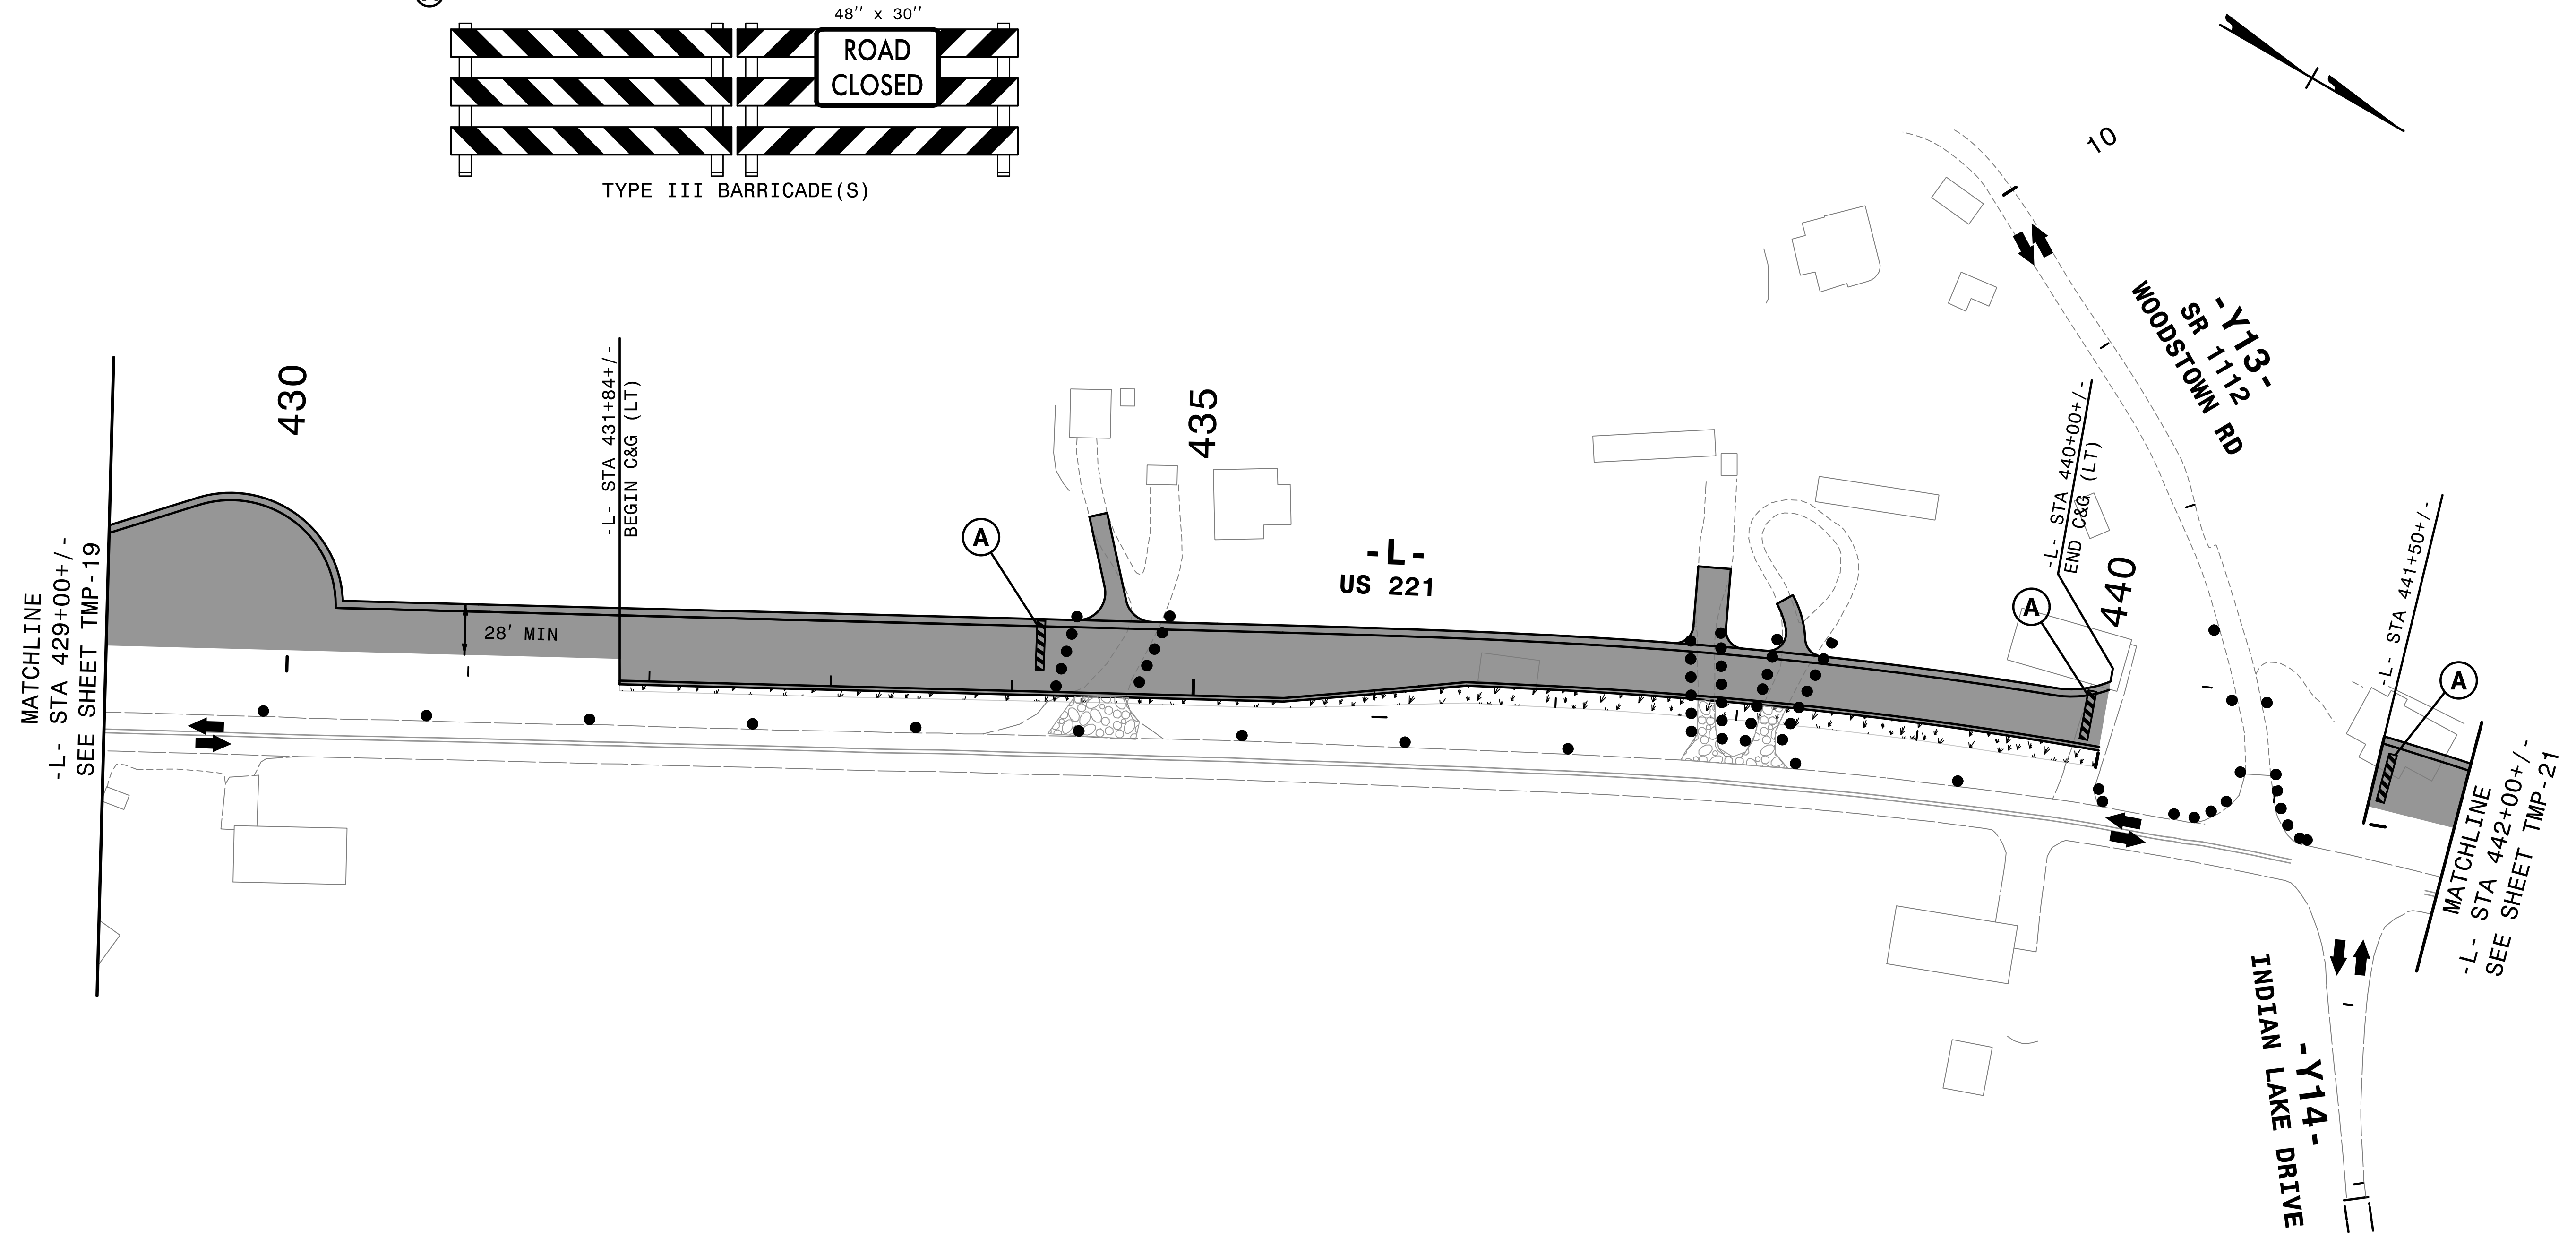 48" x 30"
ROAD
CLOSED
TYPE III BARRICADE(S)
10
-Y13-
SR 1112
WOODSTOWN RD
430
-L- STA 431+84+/-
BEGIN C&G (LT)
435
A
-L-
US 221
-L- STA 440+00+/-
END C&G (LT)
440
A
-L- STA 441+50+/-
A
28' MIN
MATCHLINE
-L- STA 429+00+/-
SEE SHEET TMP-19
MATCHLINE
-L- STA 442+00+/-
SEE SHEET TMP-21
-Y14-
INDIAN LAKE DRIVE